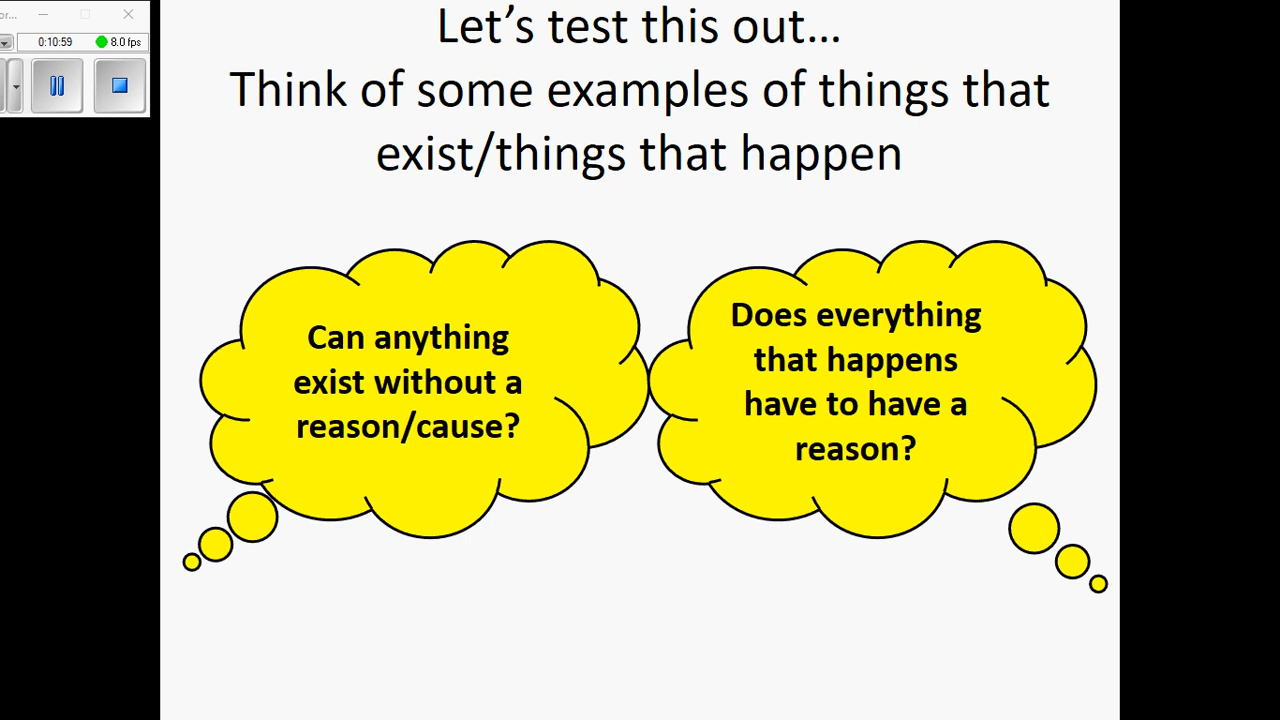 or...
0:10:59
8.0 fps
Let's test this out...
Think of some examples of things that
exist/things that happen
Can anything
exist without a
reason/cause?
Does everything
that happens
have to have a
reason?